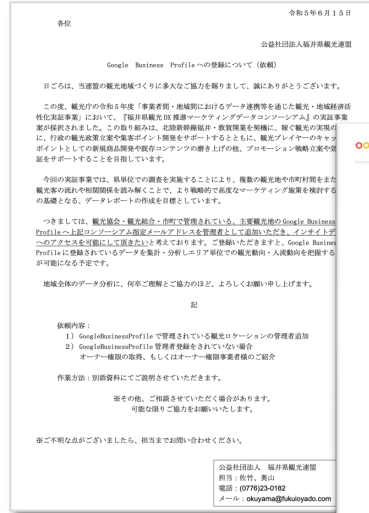 令和5年6月15日
各位
公益社団法人福井県観光連盟
Google Business Profile への登録について（依頼）
日ごろは、当連盟の観光地域づくりに多大なご協力を賜りまして、誠にありがとうございます。
この度、観光庁の令和5年度「事業者間・地域間におけるデータ連携等を通じた観光・地域経済活
性化実証事業」において、『福井県観光DX推進マーケティングデータコンソーシアム』の実証事業
案が採択されました。この取り組みは、北陸新幹線福井・敦賀開業を機に、稼ぐ観光の実現の
に、行政の観光政策立案や集客ポイント開発をサポートするとともに、観光プレイヤーのキャッ
ポイントとしての新規商品開発や既存コンテンツの磨き上げの他、プロモーション戦略立案や効
証をサポートすることを目指しています。
今回の実証事業では、県単位での調査を実施することにより、複数の観光地や市町村間をまた
観光客の流れや相関関係を読み解くことで、より戦略的で高度なマーケティング施策を検討する
の基礎となる、データレポートの作成を目標としています。
つきましては、観光協会・観光組合・市町で管理されている、主要観光地の Google Business
Profile へ上記コンソーシアム指定メールアドレスを管理者として追加いただき、インサイトデ
へのアクセスを可能にして頂きたいと考えております。ご登録いただきますと、Google Busines
Profile に登録されているデータを集計・分析しエリア単位での観光動向・人流動向を把握する
が可能になる予定です。
地域全体のデータ分析に、何卒ご理解とご協力のほど、よろしくお願い申し上げます。
記
依頼内容：
１）GoogleBusinessProfile で管理されている観光ロケーションの管理者追加
２）GoogleBusinessProfile 管理者登録をされていない場合
オーナー権限の取得、もしくはオーナー権限事業者様のご紹介
作業方法：別添資料にてご説明させていただきます。
※その他、ご相談させていただく場合があります。
可能な限りご協力をお願いいたします。
※ご不明な点がございましたら、担当までお問い合わせください。
公益社団法人 福井県観光連盟
担当：佐竹、奥山
電話：(0776)23-0182
メール：okuyama@fukuioyado.com